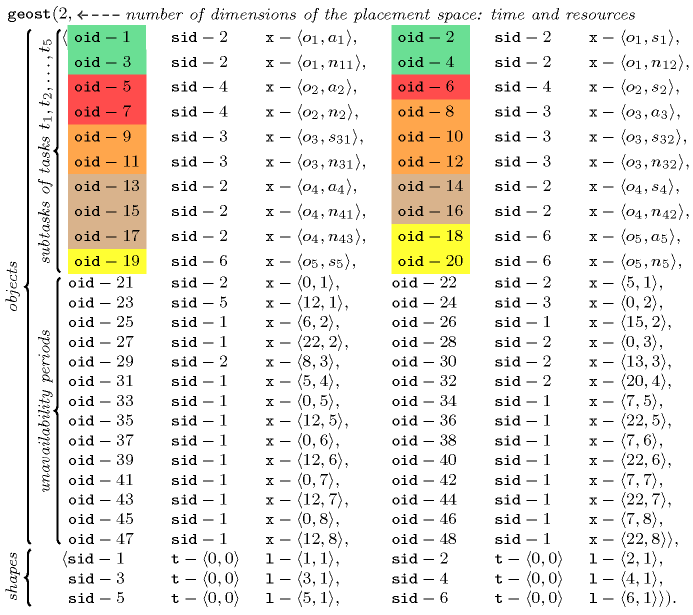 geost(2, ←---- number of dimensions of the placement space: time and resources
⟨oid − 1 sid − 2 x − ⟨o₁, a₁⟩, oid − 2 sid − 2 x − ⟨o₁, s₁⟩,
oid − 3 sid − 2 x − ⟨o₁, n₁₁⟩, oid − 4 sid − 2 x − ⟨o₁, n₁₂⟩,
oid − 5 sid − 4 x − ⟨o₂, a₂⟩, oid − 6 sid − 4 x − ⟨o₂, s₂⟩,
oid − 7 sid − 4 x − ⟨o₂, n₂⟩, oid − 8 sid − 3 x − ⟨o₃, a₃⟩,
oid − 9 sid − 3 x − ⟨o₃, s₃₁⟩, oid − 10 sid − 3 x − ⟨o₃, s₃₂⟩,
oid − 11 sid − 3 x − ⟨o₃, n₃₁⟩, oid − 12 sid − 3 x − ⟨o₃, n₃₂⟩,
oid − 13 sid − 2 x − ⟨o₄, a₄⟩, oid − 14 sid − 2 x − ⟨o₄, s₄⟩,
oid − 15 sid − 2 x − ⟨o₄, n₄₁⟩, oid − 16 sid − 2 x − ⟨o₄, n₄₂⟩,
oid − 17 sid − 2 x − ⟨o₄, n₄₃⟩, oid − 18 sid − 6 x − ⟨o₅, a₅⟩,
oid − 19 sid − 6 x − ⟨o₅, s₅⟩, oid − 20 sid − 6 x − ⟨o₅, n₅⟩,
oid − 21 sid − 2 x − ⟨0, 1⟩, oid − 22 sid − 2 x − ⟨5, 1⟩,
oid − 23 sid − 5 x − ⟨12, 1⟩, oid − 24 sid − 3 x − ⟨0, 2⟩,
oid − 25 sid − 1 x − ⟨6, 2⟩, oid − 26 sid − 1 x − ⟨15, 2⟩,
oid − 27 sid − 1 x − ⟨22, 2⟩, oid − 28 sid − 2 x − ⟨0, 3⟩,
oid − 29 sid − 2 x − ⟨8, 3⟩, oid − 30 sid − 2 x − ⟨13, 3⟩,
oid − 31 sid − 1 x − ⟨5, 4⟩, oid − 32 sid − 2 x − ⟨20, 4⟩,
oid − 33 sid − 1 x − ⟨0, 5⟩, oid − 34 sid − 1 x − ⟨7, 5⟩,
oid − 35 sid − 1 x − ⟨12, 5⟩, oid − 36 sid − 1 x − ⟨22, 5⟩,
oid − 37 sid − 1 x − ⟨0, 6⟩, oid − 38 sid − 1 x − ⟨7, 6⟩,
oid − 39 sid − 1 x − ⟨12, 6⟩, oid − 40 sid − 1 x − ⟨22, 6⟩,
oid − 41 sid − 1 x − ⟨0, 7⟩, oid − 42 sid − 1 x − ⟨7, 7⟩,
oid − 43 sid − 1 x − ⟨12, 7⟩, oid − 44 sid − 1 x − ⟨22, 7⟩,
oid − 45 sid − 1 x − ⟨0, 8⟩, oid − 46 sid − 1 x − ⟨7, 8⟩,
oid − 47 sid − 1 x − ⟨12, 8⟩, oid − 48 sid − 1 x − ⟨22, 8⟩⟩,
⟨sid − 1 t − ⟨0, 0⟩ l − ⟨1, 1⟩, sid − 2 t − ⟨0, 0⟩ l − ⟨2, 1⟩,
sid − 3 t − ⟨0, 0⟩ l − ⟨3, 1⟩, sid − 4 t − ⟨0, 0⟩ l − ⟨4, 1⟩,
sid − 5 t − ⟨0, 0⟩ l − ⟨5, 1⟩, sid − 6 t − ⟨0, 0⟩ l − ⟨6, 1⟩⟩).
objects
subtasks of tasks t₁, t₂, ..., t₅
unavailability periods
shapes